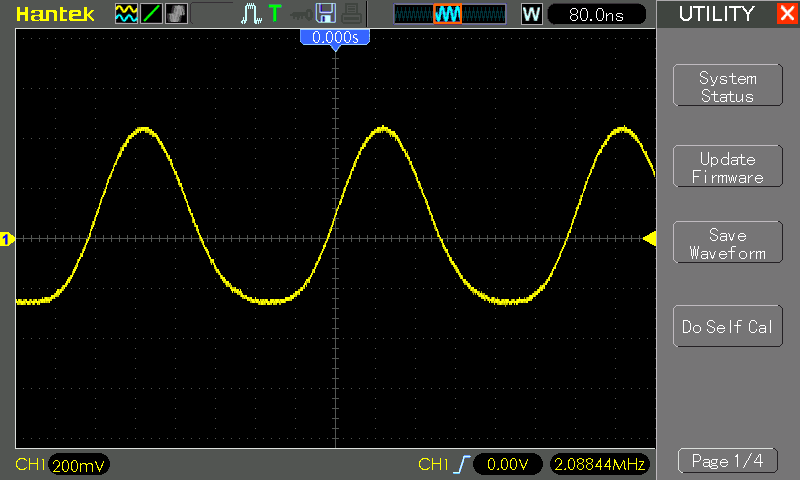 Hantek T W 80.0ns UTILITY
0.000s
System
Status
Update
Firmware
1
Save
Waveform
Do Self Cal
CH1 200mV CH1 0.00V 2.08844MHz Page 1/4